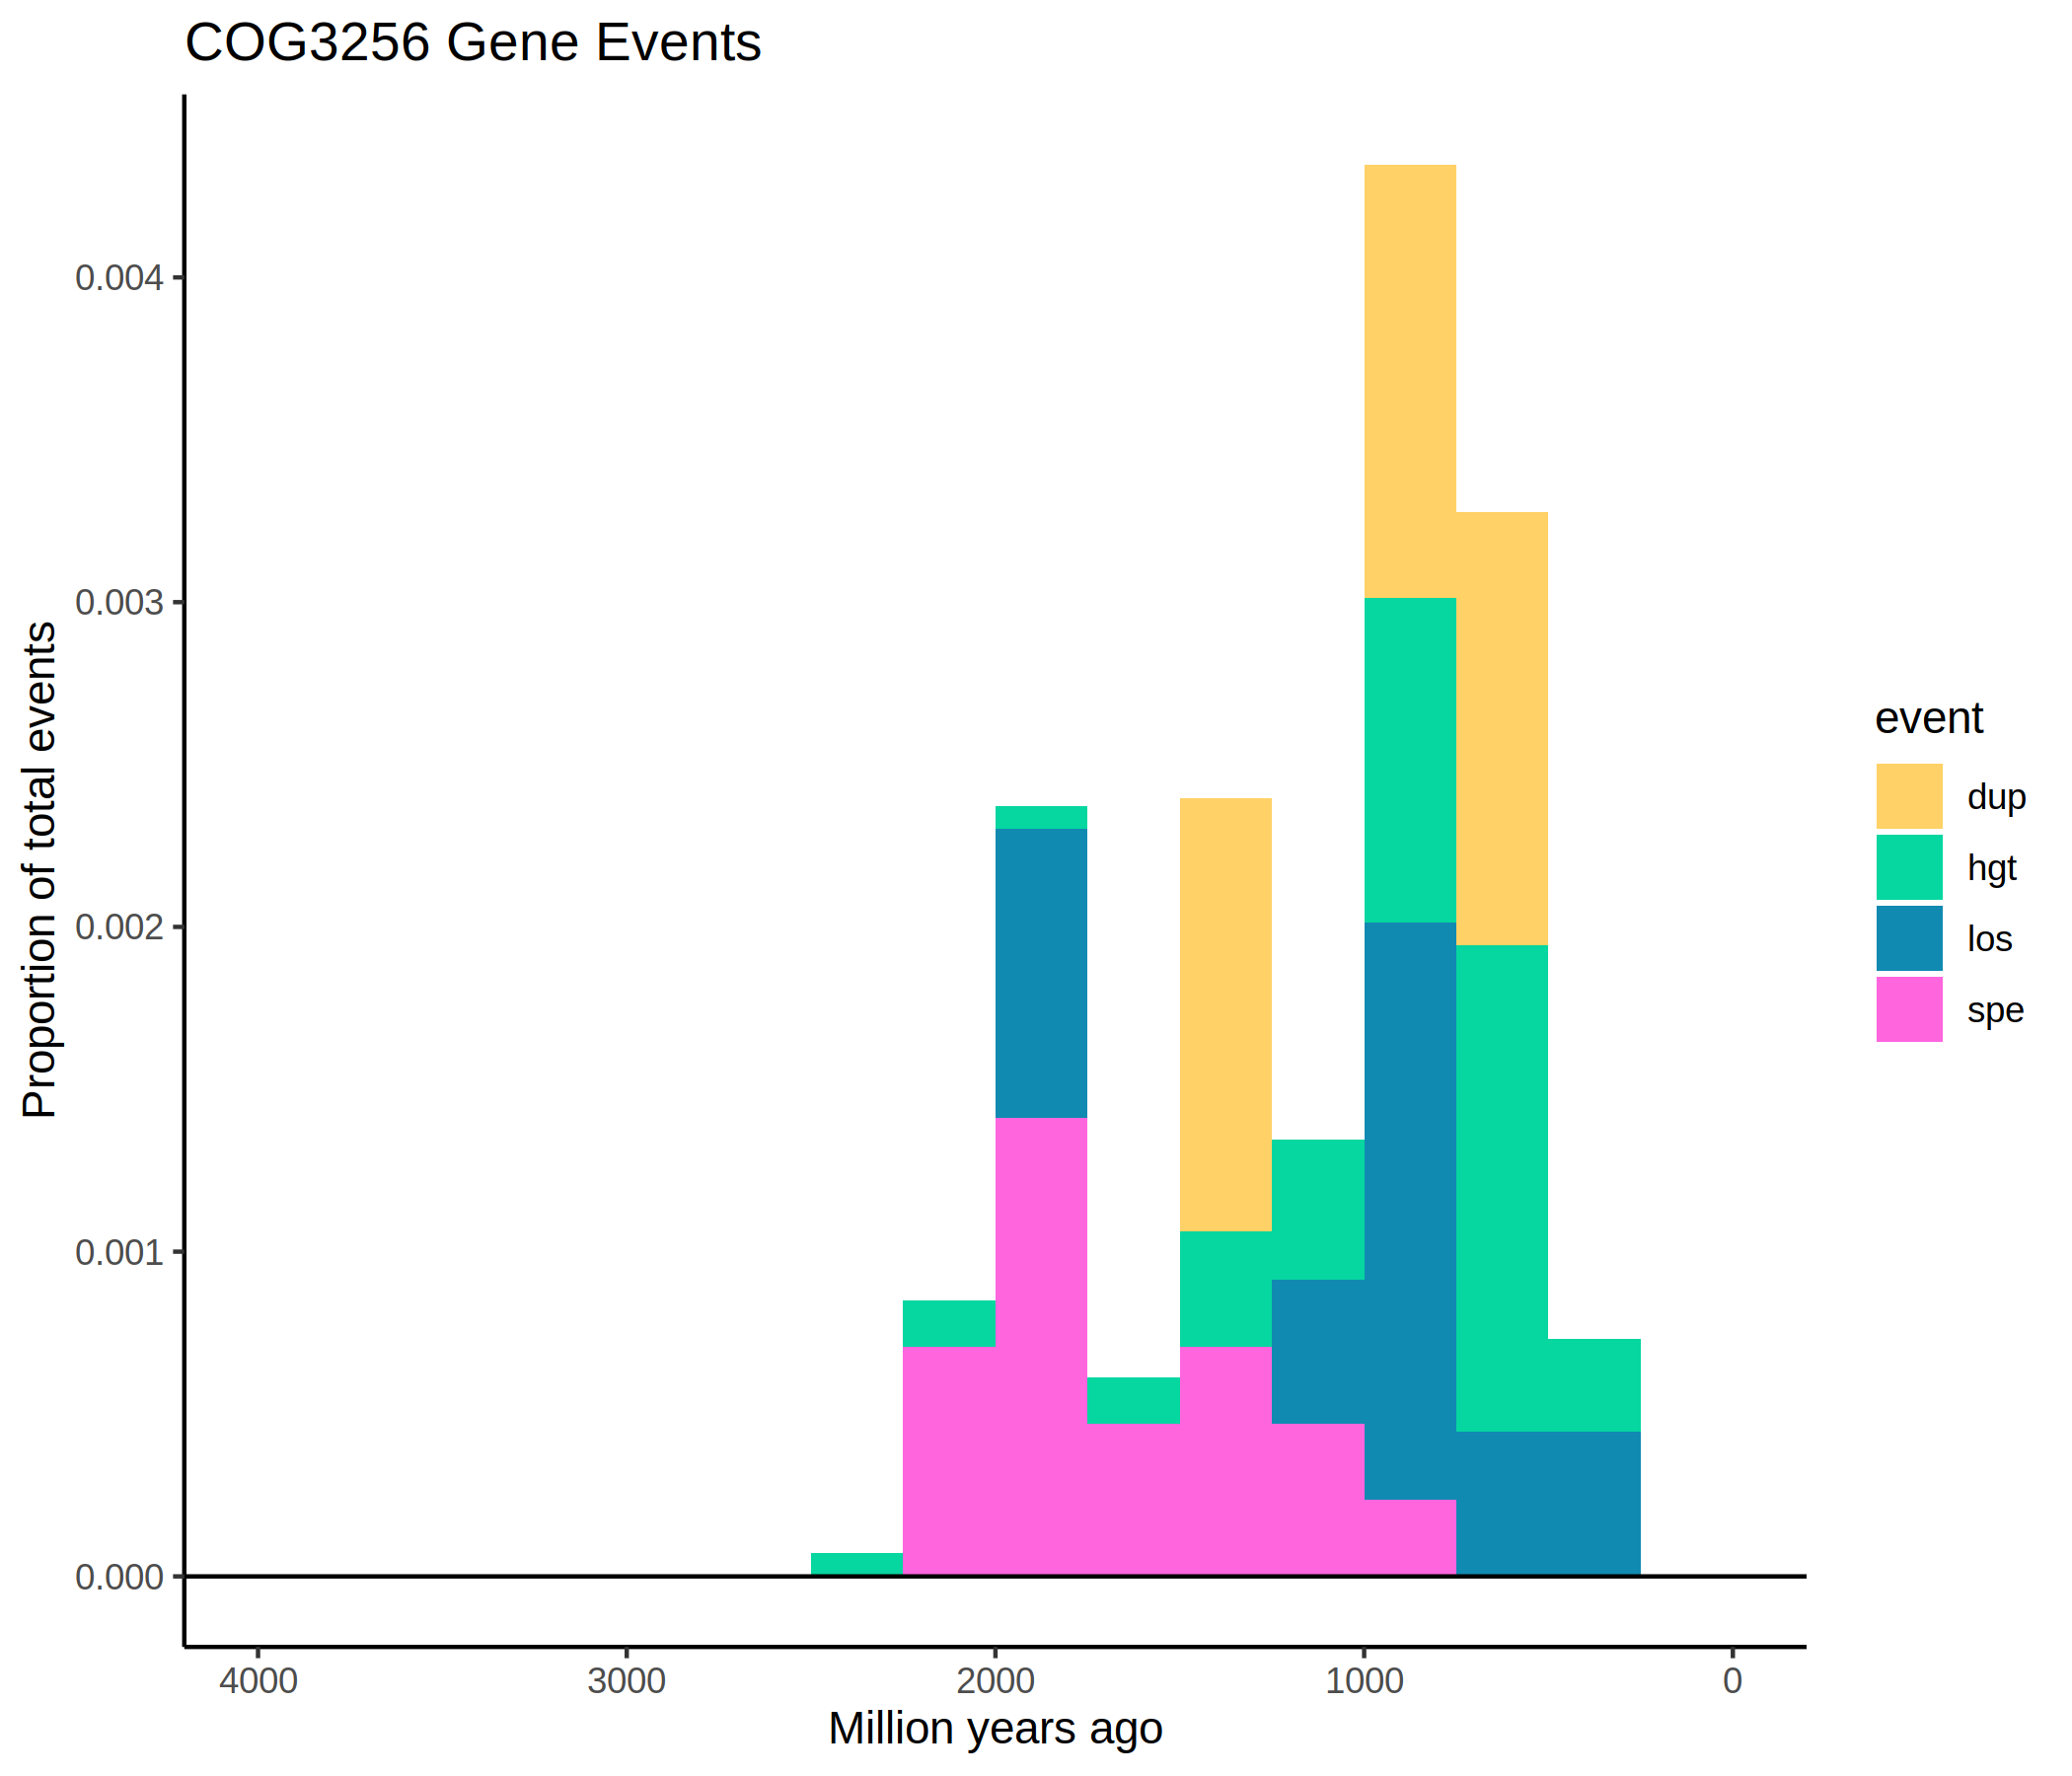 COG3256 Gene Events
Proportion of total events
0.004
0.003
0.002
0.001
0.000
4000 3000 2000 1000 0
Million years ago
event
dup
hgt
los
spe